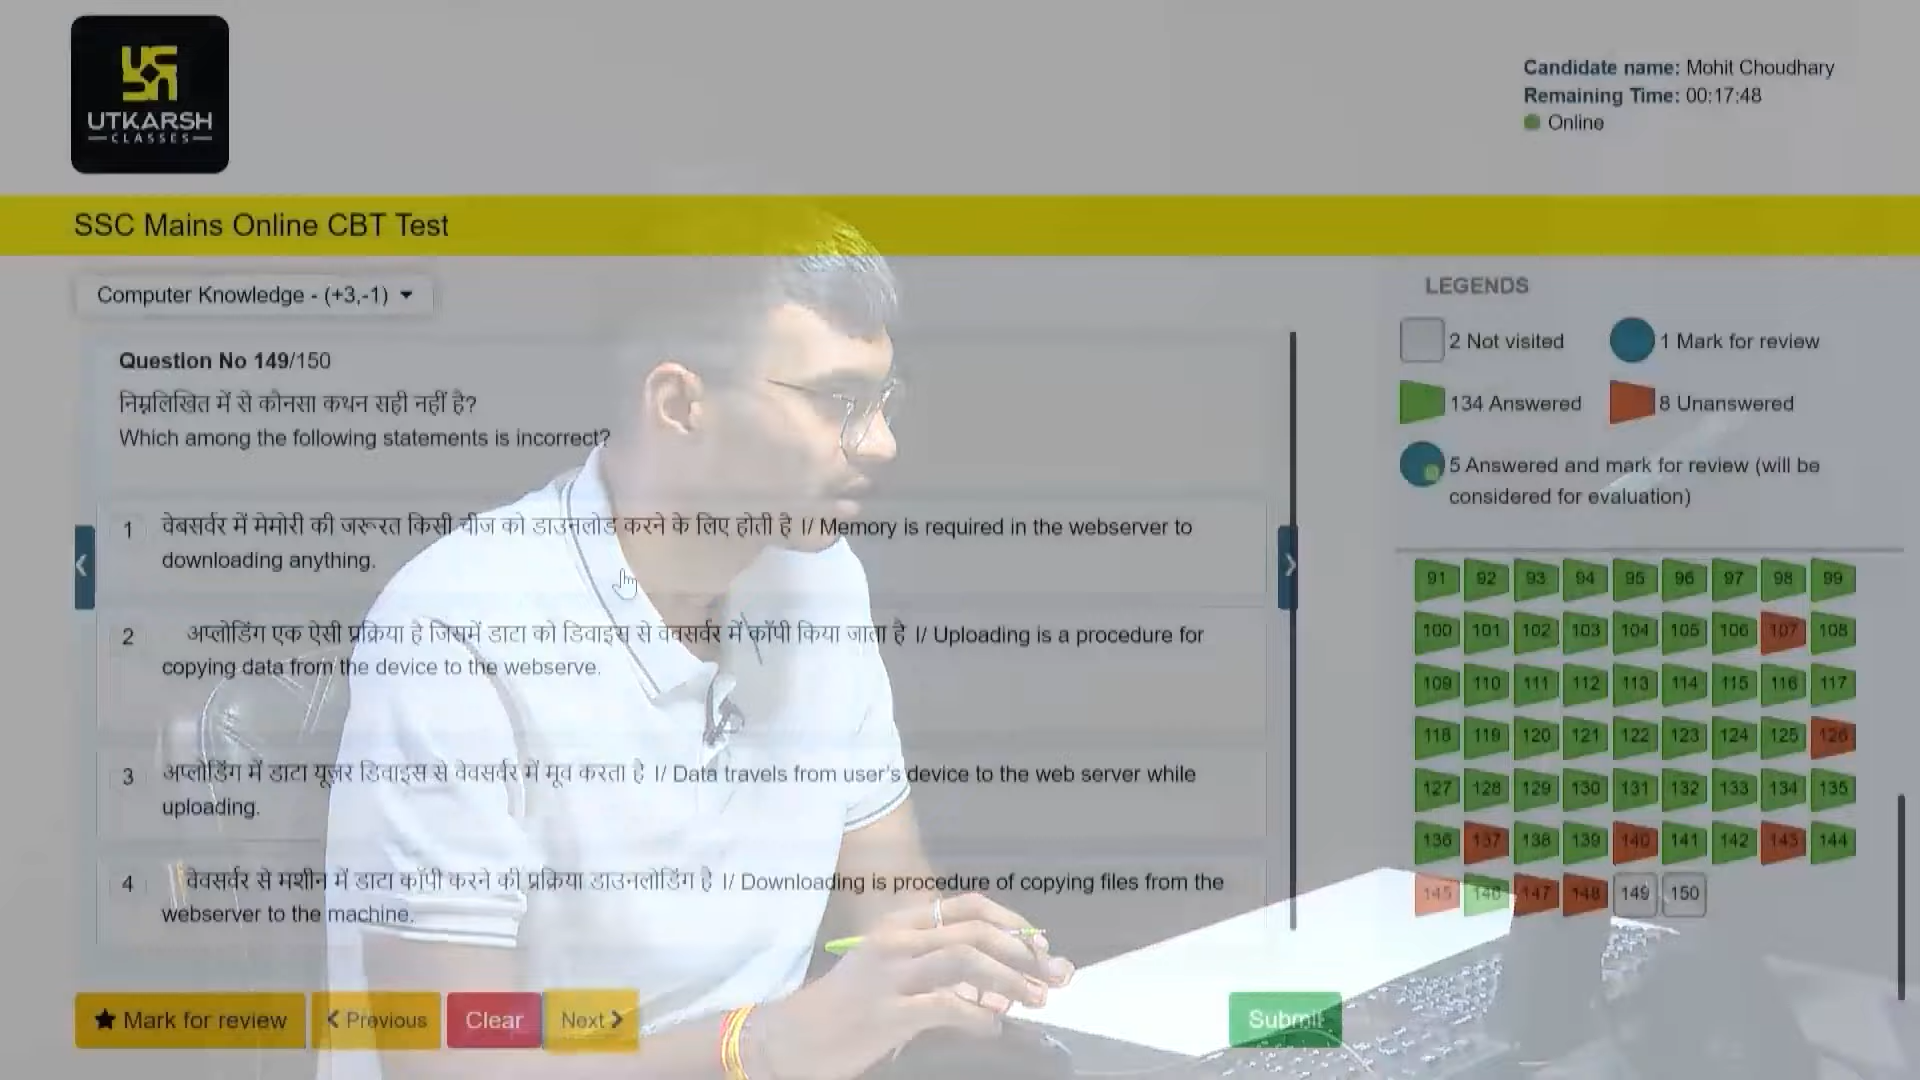 UTKARSH
CLASSES
Candidate name: Mohit Choudhary
Remaining Time: 00:17:48
Online
SSC Mains Online CBT Test
Computer Knowledge - (+3,-1)
Question No 149/150
निम्नलिखित में से कौनसा कथन सही नहीं है?
Which among the following statements is incorrect?
1 वेबसर्वर में मेमोरी की जरूरत किसी चीज को डाउनलोड करने के लिए होती है I/ Memory is required in the webserver to
downloading anything.
2 अप्लोडिंग एक ऐसी प्रक्रिया है जिसमें डाटा को डिवाइस से वेबसर्वर में कॉपी किया जाता है I/ Uploading is a procedure for
copying data from the device to the webserve.
3 अप्लोडिंग में डाटा यूज़र डिवाइस से वेबसर्वर में मूव करता है I/ Data travels from user's device to the web server while
uploading.
4 वेबसर्वर से मशीन में डाटा कॉपी करने की प्रक्रिया डाउनलोडिंग है I/ Downloading is procedure of copying files from the
webserver to the machine.
Mark for review
Previous
Clear
Next
Submit
LEGENDS
2 Not visited
1 Mark for review
134 Answered
8 Unanswered
5 Answered and mark for review (will be
considered for evaluation)
91 92 93 94 95 96 97 98 99
100 101 102 103 104 105 106 107 108
109 110 111 112 113 114 115 116 117
118 119 120 121 122 123 124 125 126
127 128 129 130 131 132 133 134 135
136 137 138 139 140 141 142 143 144
145 146 147 148 149 150